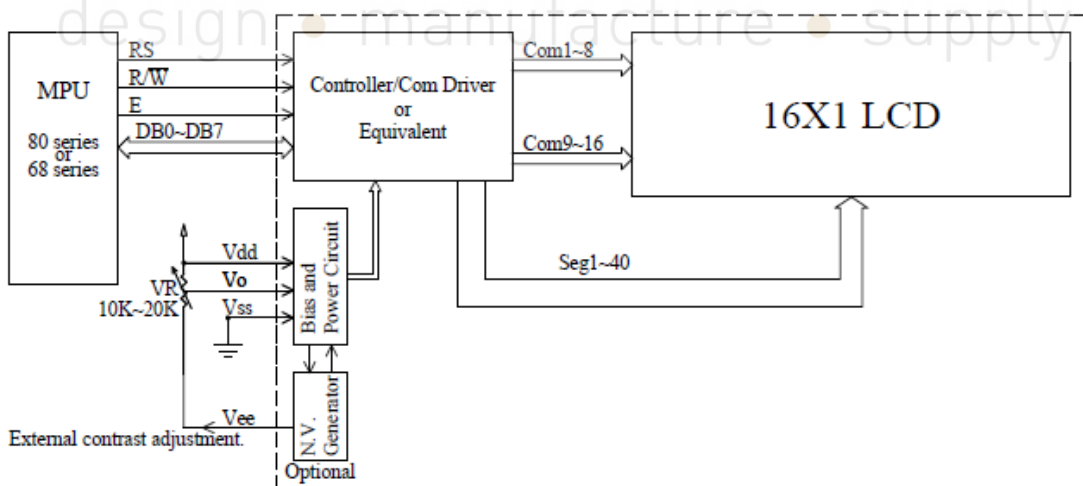 design • manufacture • supply
MPU
80 series
or
68 series
RS
R/W̅
E
DB0~DB7
Controller/Com Driver
or
Equivalent
Com1~8
Com9~16
16X1 LCD
Seg1~40
Vdd
Vo
Vss
VR
10K~20K
Bias and
Power Circuit
N.V.
Generator
Vee
External contrast adjustment.
Optional